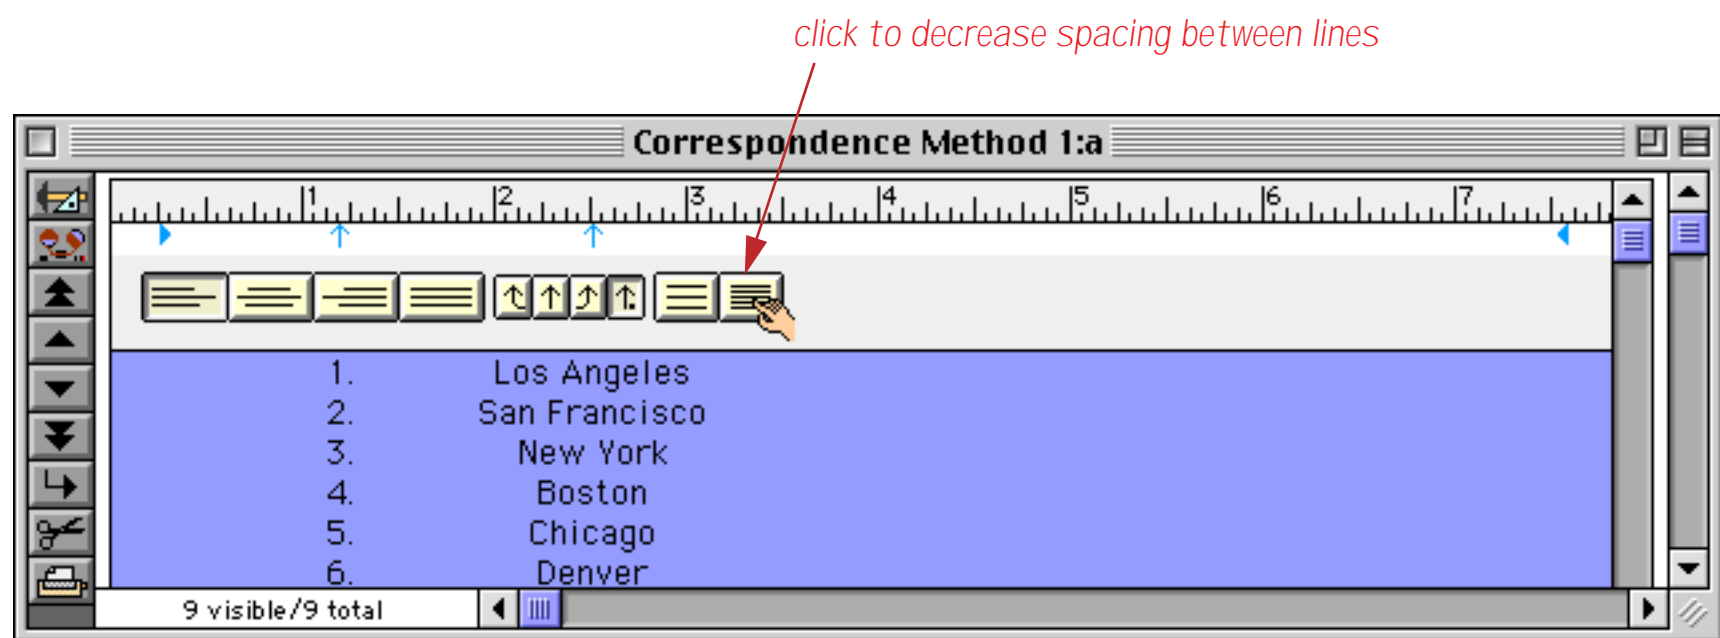 click to decrease spacing between lines
Correspondence Method 1:a
1 2 3 4 5 6 7
1. Los Angeles
2. San Francisco
3. New York
4. Boston
5. Chicago
6. Denver
9 visible/9 total